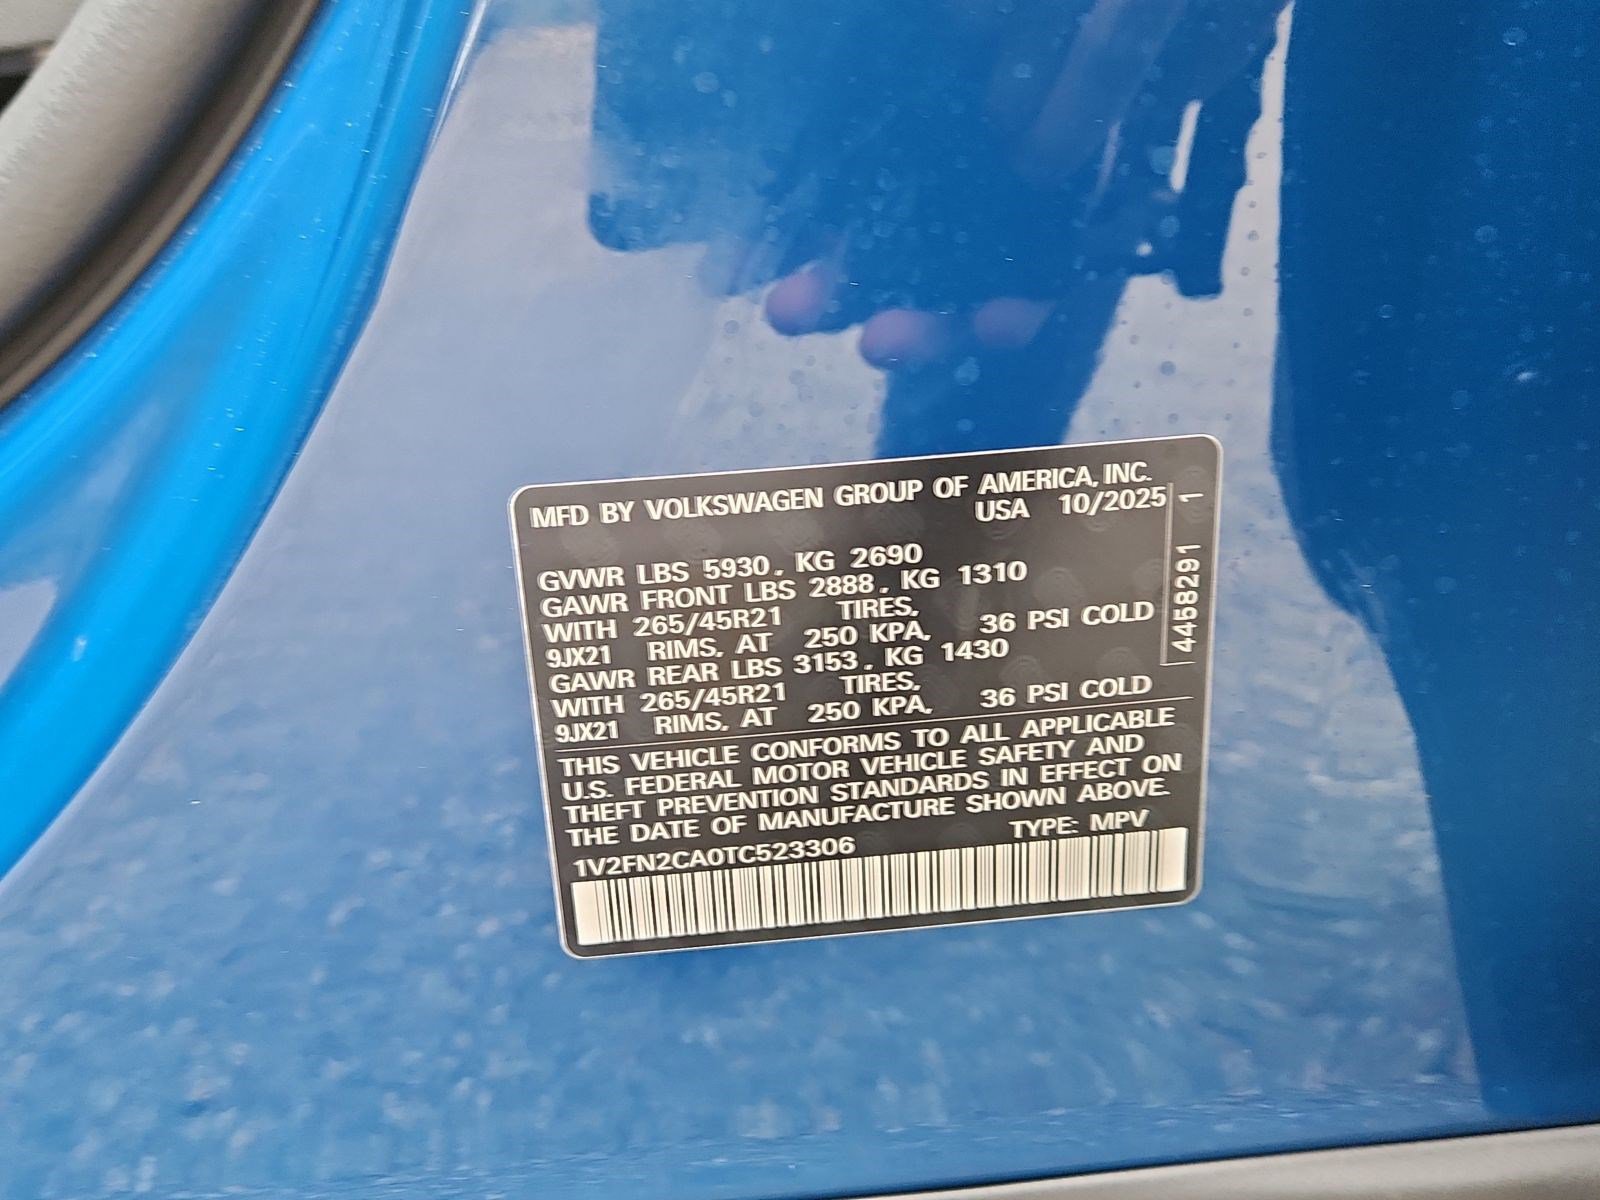 MFD BY VOLKSWAGEN GROUP OF AMERICA, INC.
USA 10/2025
GVWR LBS 5930, KG 2690
GAWR FRONT LBS 2888, KG 1310
WITH 265/45R21 TIRES,
9JX21 RIMS, AT 250 KPA, 36 PSI COLD
GAWR REAR LBS 3153, KG 1430
WITH 265/45R21 TIRES,
9JX21 RIMS, AT 250 KPA, 36 PSI COLD
THIS VEHICLE CONFORMS TO ALL APPLICABLE
U.S. FEDERAL MOTOR VEHICLE SAFETY AND
THEFT PREVENTION STANDARDS IN EFFECT ON
THE DATE OF MANUFACTURE SHOWN ABOVE.
TYPE: MPV
1V2FN2CA0TC523306
4458291 1